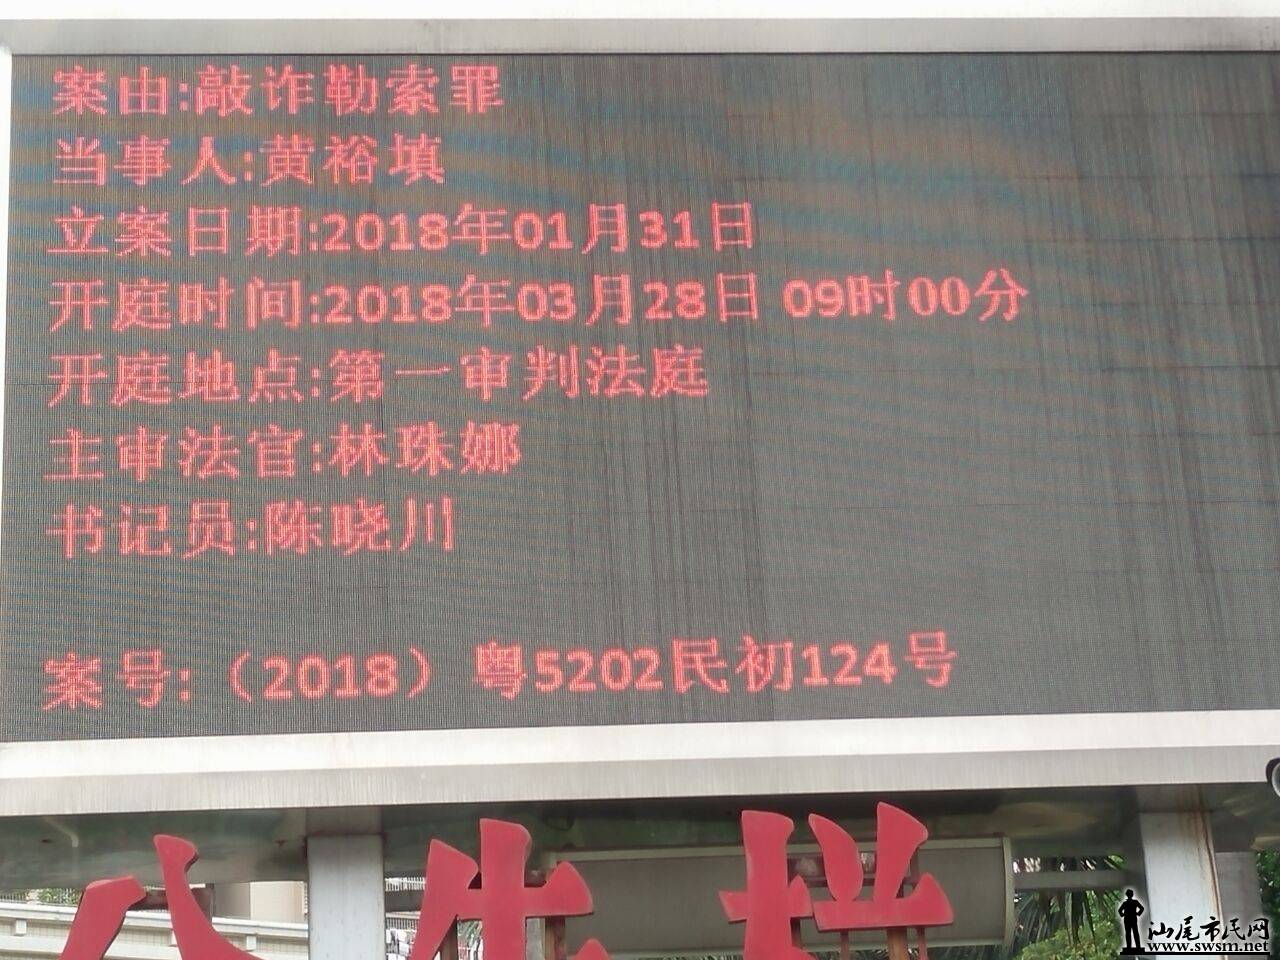 案由:敲诈勒索罪
当事人:黄裕填
立案日期:2018年01月31日
开庭时间:2018年03月28日 09时00分
开庭地点:第一审判法庭
主审法官:林珠娜
书记员:陈晓川
案号:（2018）粤5202民初124号
公告栏
汕尾市民网
www.swsm.net